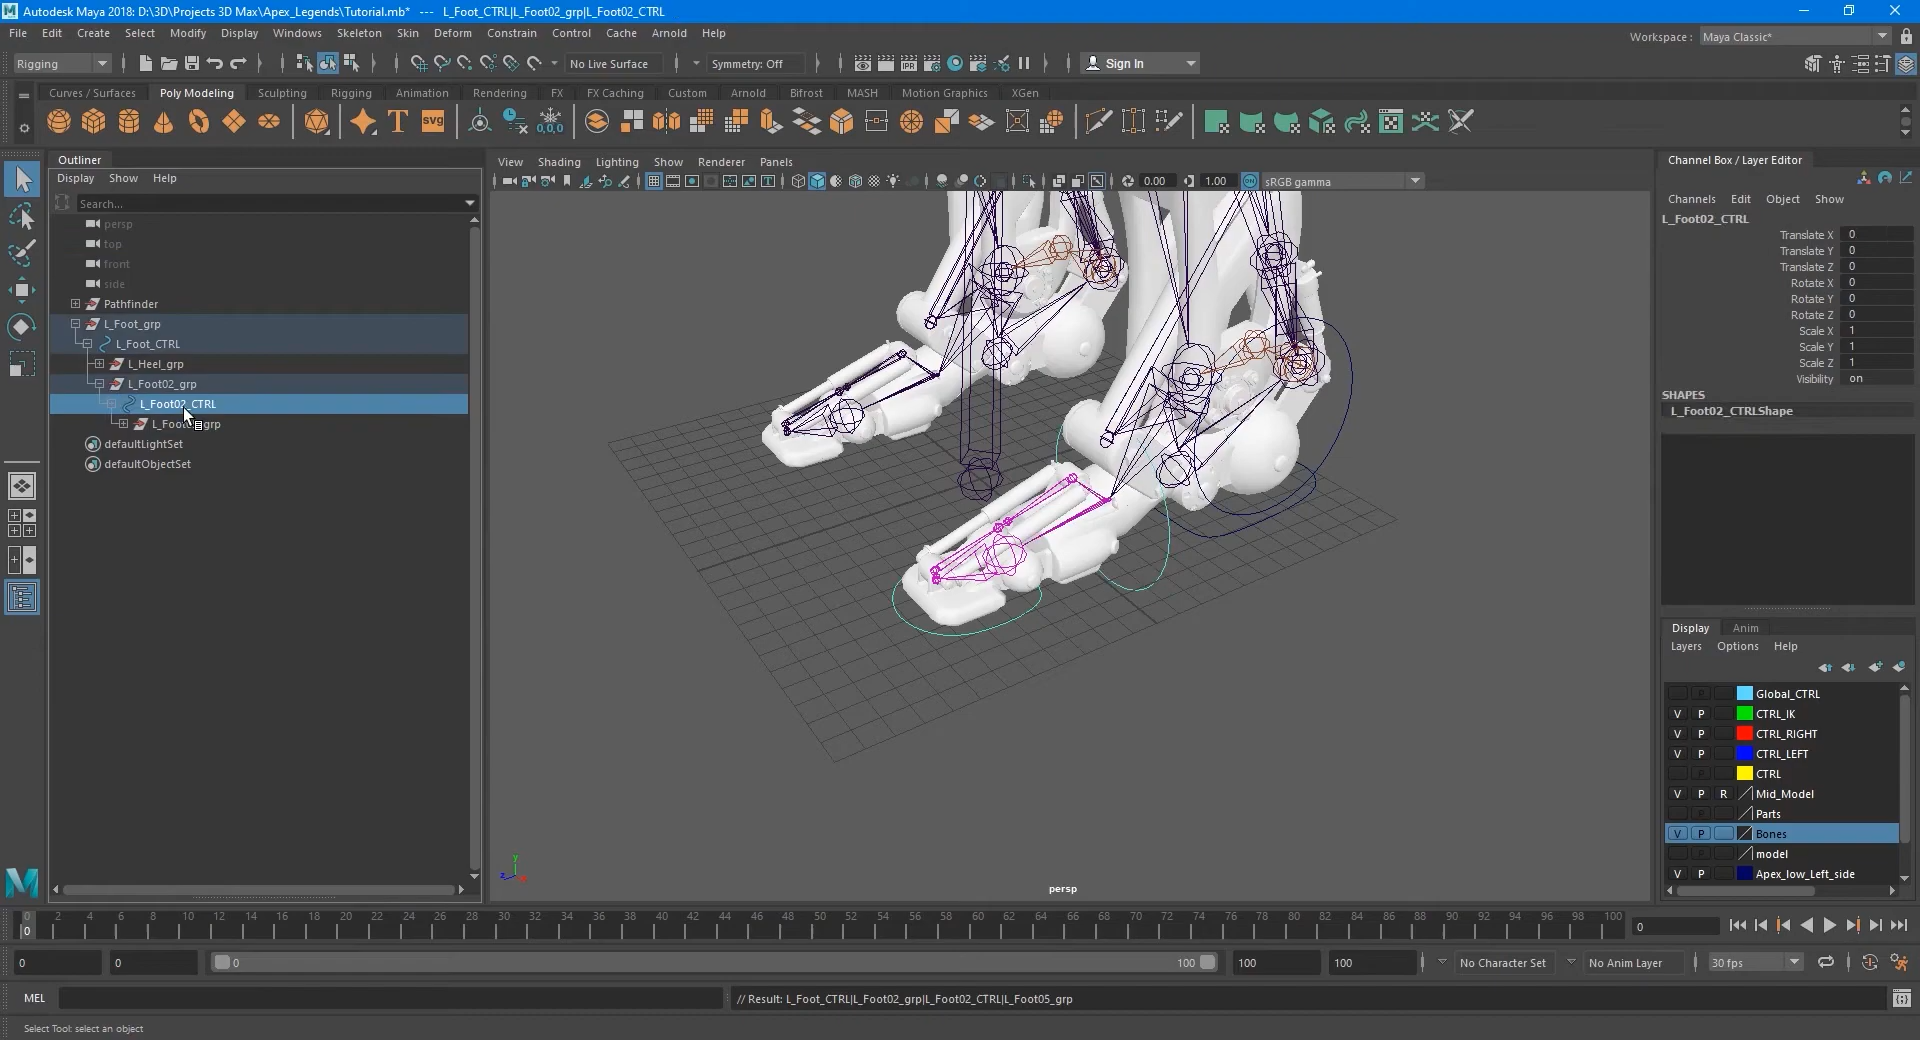 Autodesk Maya 2018: D:\3D\Projects 3D Max\Apex_Legends\Tutorial.mb* --- L_Foot_CTRL|L_Foot02_grp|L_Foot02_CTRL
File Edit Create Select Modify Display Windows Skeleton Skin Deform Constrain Control Cache Arnold Help
Workspace : Maya Classic*
Rigging No Live Surface Symmetry: Off Sign In
Curves / Surfaces Poly Modeling Sculpting Rigging Animation Rendering FX FX Caching Custom Arnold Bifrost MASH Motion Graphics XGen
T svg 0,0,0
Outliner
Display Show Help
Search...
persp
top
front
side
Pathfinder
L_Foot_grp
L_Foot_CTRL
L_Heel_grp
L_Foot02_grp
L_Foot02_CTRL
defaultLightSet
defaultObjectSet
View Shading Lighting Show Renderer Panels
0.00 1.00 ON sRGB gamma
y
z
persp
Channel Box / Layer Editor
Channels Edit Object Show
L_Foot02_CTRL
Translate X 0
Translate Y 0
Translate Z 0
Rotate X 0
Rotate Y 0
Rotate Z 0
Scale X 1
Scale Y 1
Scale Z 1
Visibility on
SHAPES
L_Foot02_CTRLShape
Display Anim
Layers Options Help
Global_CTRL
V P CTRL_IK
V P CTRL_RIGHT
V P CTRL_LEFT
CTRL
V P R Mid_Model
Parts
V P Bones
model
V P Apex_low_Left_side
0 2 4 6 8 10 12 14 16 18 20 22 24 26 28 30 32 34 36 38 40 42 44 46 48 50 52 54 56 58 60 62 64 66 68 70 72 74 76 78 80 82 84 86 88 90 92 94 96 98 100
0 0
0 0 0 100 100 100 No Character Set No Anim Layer 30 fps
MEL // Result: L_Foot_CTRL|L_Foot02_grp|L_Foot02_CTRL|L_Foot05_grp
Select Tool: select an object